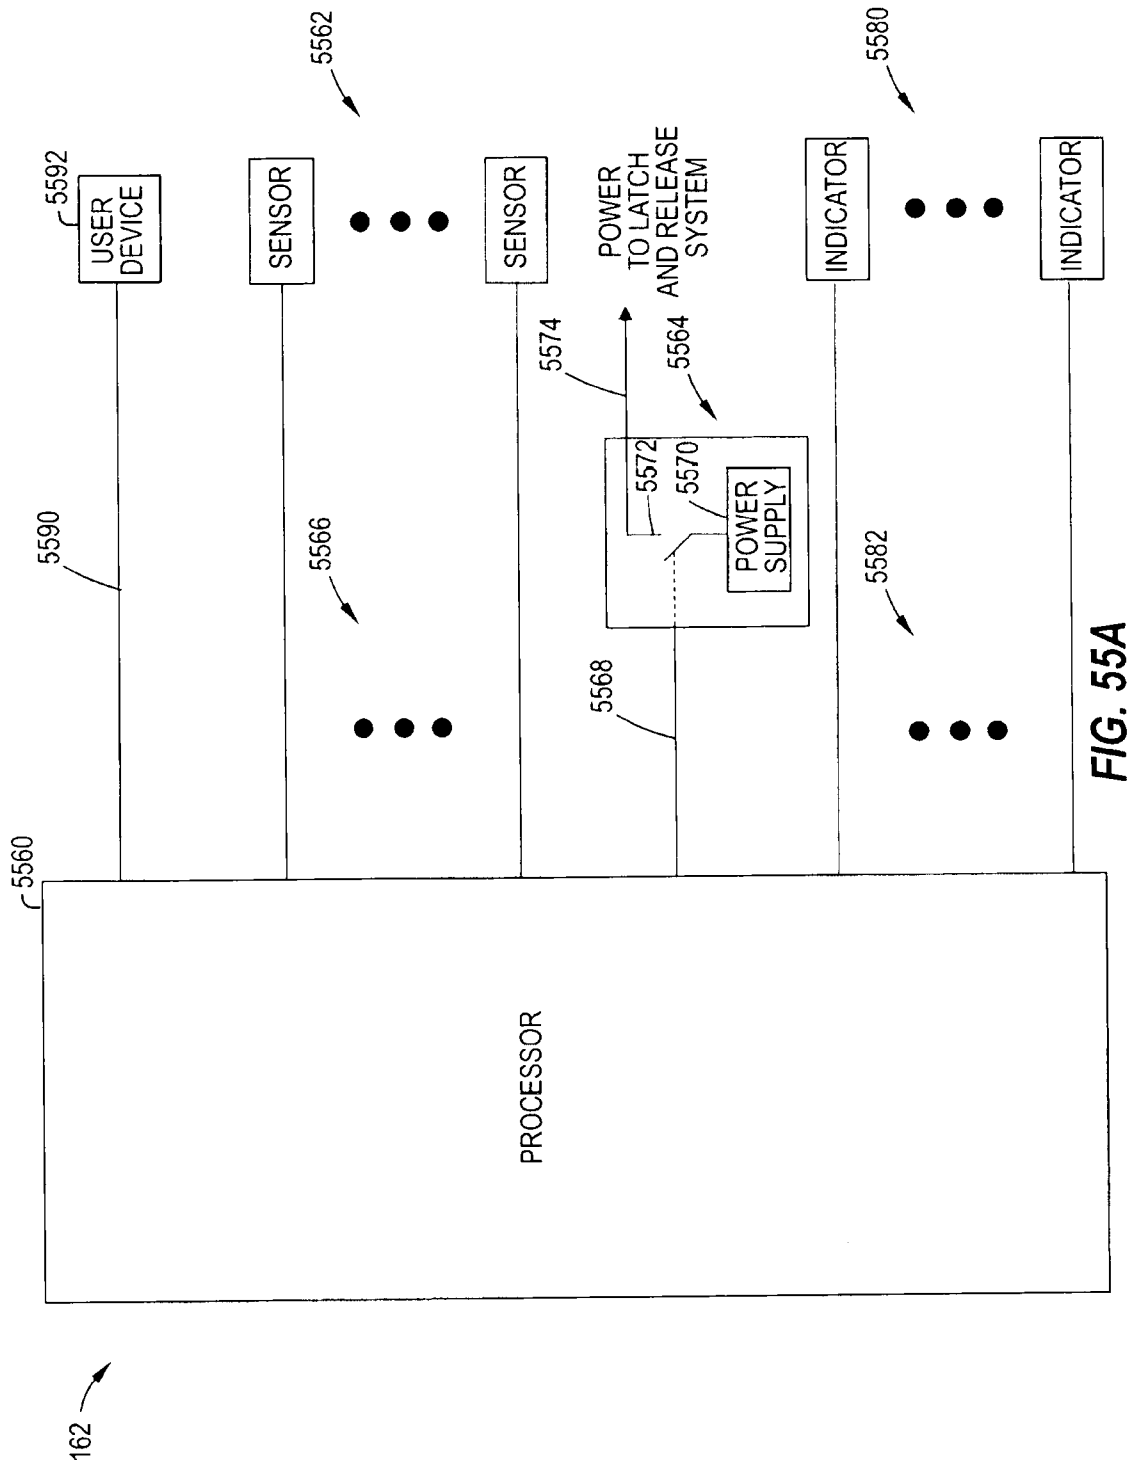 162
5560
PROCESSOR
5590
5592
USER
DEVICE
5562
SENSOR
5566
SENSOR
5574
POWER
TO LATCH
AND RELEASE
SYSTEM
5564
5568
5572
5570
POWER
SUPPLY
5580
INDICATOR
5582
INDICATOR
FIG. 55A